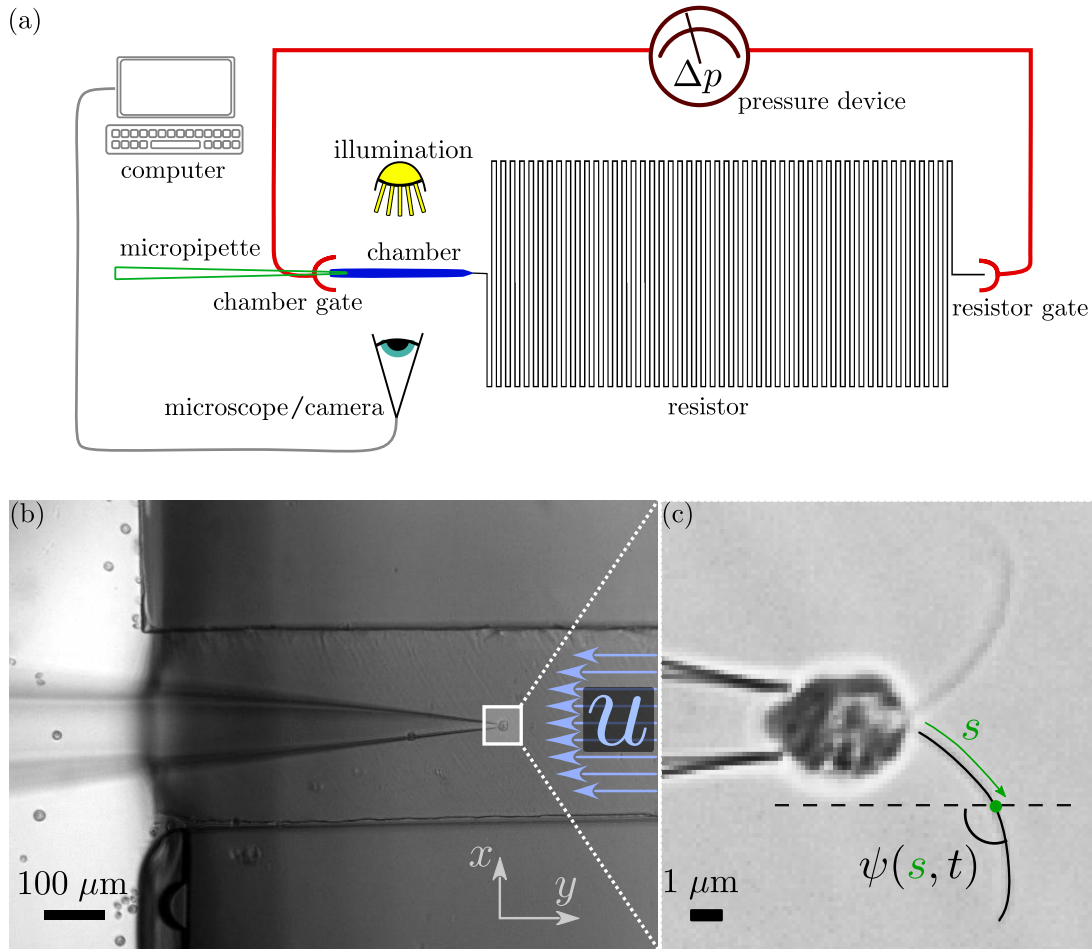 (a)
Δp
pressure device
computer
illumination
micropipette
chamber
chamber gate
resistor gate
microscope/camera
resistor
(b)
u
x
y
100 μm
(c)
s
ψ(s, t)
1 μm